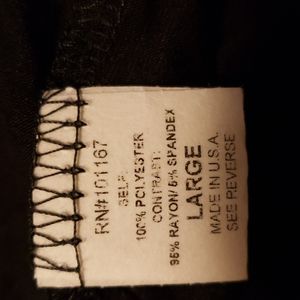 RN#101167
SELF:
100% POLYESTER
CONTRAST:
95% RAYON/ 5% SPANDEX
LARGE
MADE IN U.S.A.
SEE REVERSE